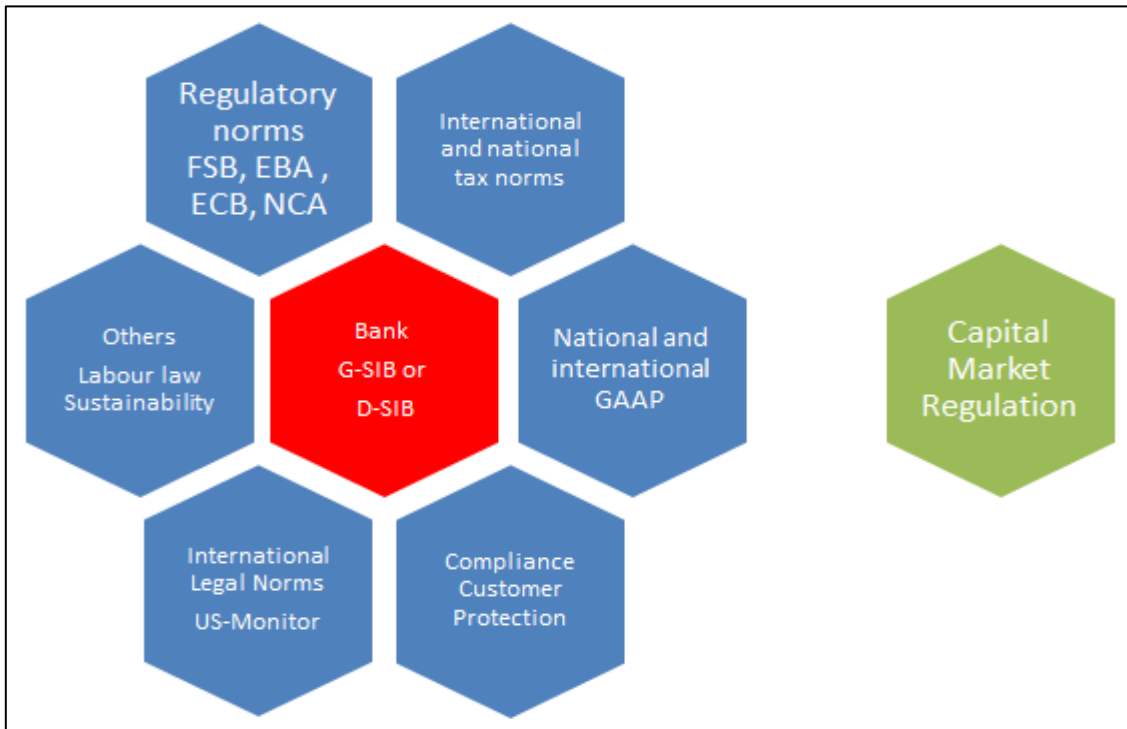 Regulatory
norms
FSB, EBA ,
ECB, NCA
International
and national
tax norms
Others
Labour law
Sustainability
Bank
G-SIB or
D-SIB
National and
international
GAAP
Capital
Market
Regulation
International
Legal Norms
US-Monitor
Compliance
Customer
Protection